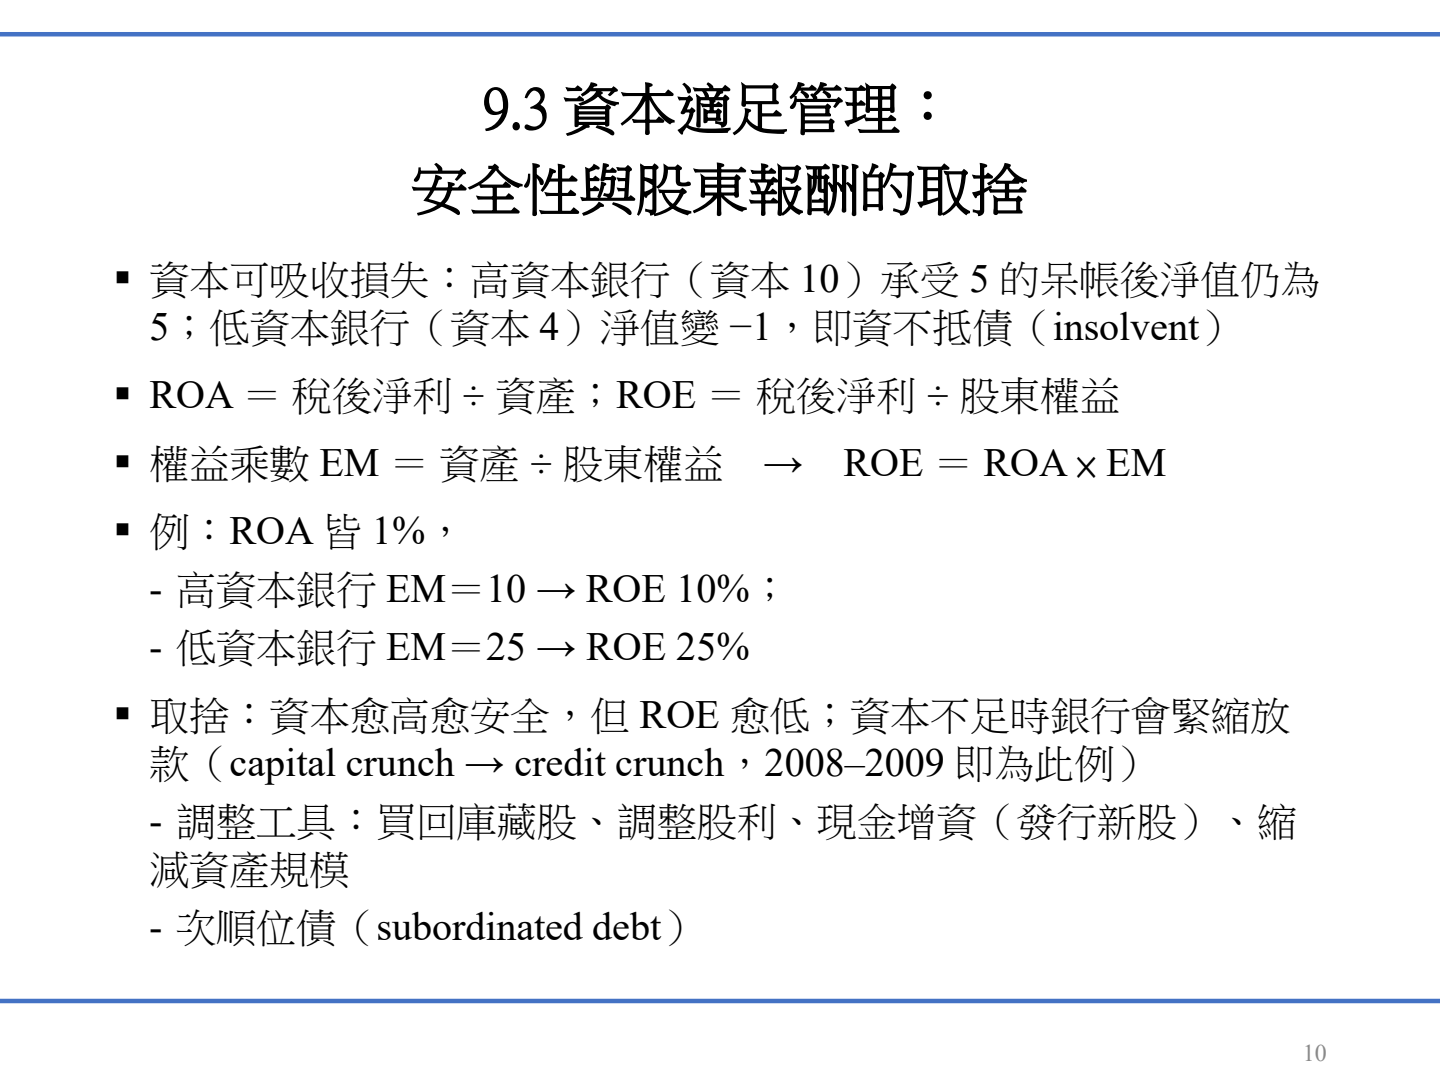 9.3 資本適足管理：
安全性與股東報酬的取捨
▪ 資本可吸收損失：高資本銀行（資本 10）承受 5 的呆帳後淨值仍為
5；低資本銀行（資本 4）淨值變 −1，即資不抵債（insolvent）
▪ ROA ＝ 稅後淨利 ÷ 資產；ROE ＝ 稅後淨利 ÷ 股東權益
▪ 權益乘數 EM ＝ 資產 ÷ 股東權益　→　ROE ＝ ROA × EM
▪ 例：ROA 皆 1%，
- 高資本銀行 EM＝10 → ROE 10%；
- 低資本銀行 EM＝25 → ROE 25%
▪ 取捨：資本愈高愈安全，但 ROE 愈低；資本不足時銀行會緊縮放
款（capital crunch → credit crunch，2008–2009 即為此例）
- 調整工具：買回庫藏股、調整股利、現金增資（發行新股）、縮
減資產規模
- 次順位債（subordinated debt）
10